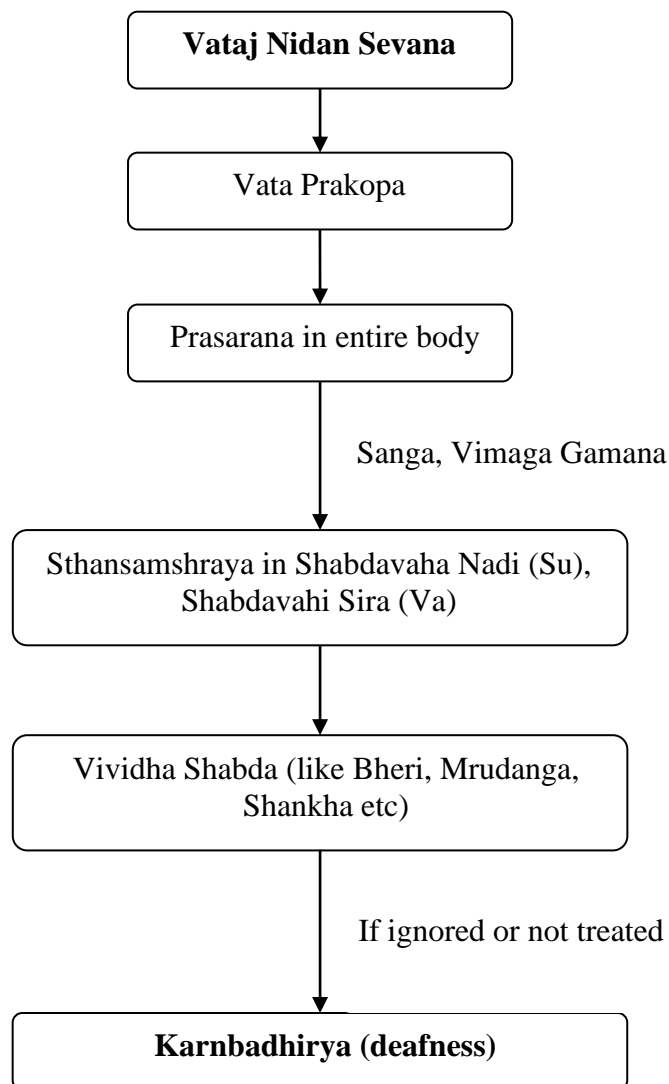 Vataj Nidan Sevana
Vata Prakopa
Prasarana in entire body
Sanga, Vimaga Gamana
Sthansamshraya in Shabdavaha Nadi (Su),
Shabdavahi Sira (Va)
Vividha Shabda (like Bheri, Mrudanga,
Shankha etc)
If ignored or not treated
Karnbadhirya (deafness)